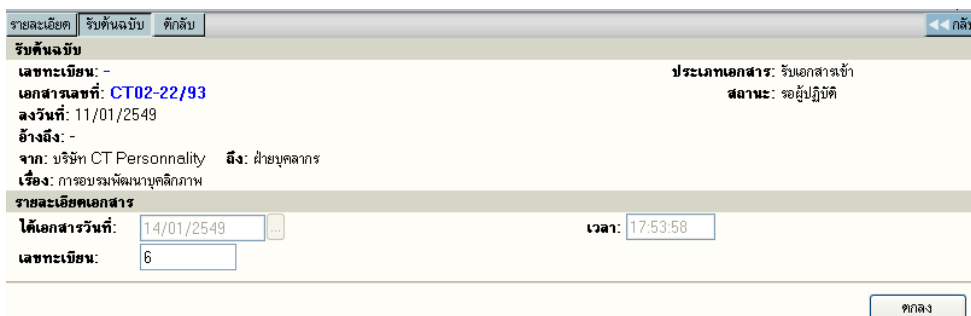 รายละเอียด รับต้นฉบับ ตีกลับ กลับ
รับต้นฉบับ
เลขทะเบียน: - ประเภทเอกสาร: รับเอกสารเข้า
เอกสารเลขที่: CT02-22/93 สถานะ: รอผู้ปฏิบัติ
ลงวันที่: 11/01/2549
อ้างถึง: -
จาก: บริษัท CT Personnality ถึง: ฝ่ายบุคลากร
เรื่อง: การอบรมพัฒนาบุคลิกภาพ
รายละเอียดเอกสาร
ได้เอกสารวันที่: 14/01/2549 ... เวลา: 17:53:58
เลขทะเบียน: 6
ตกลง